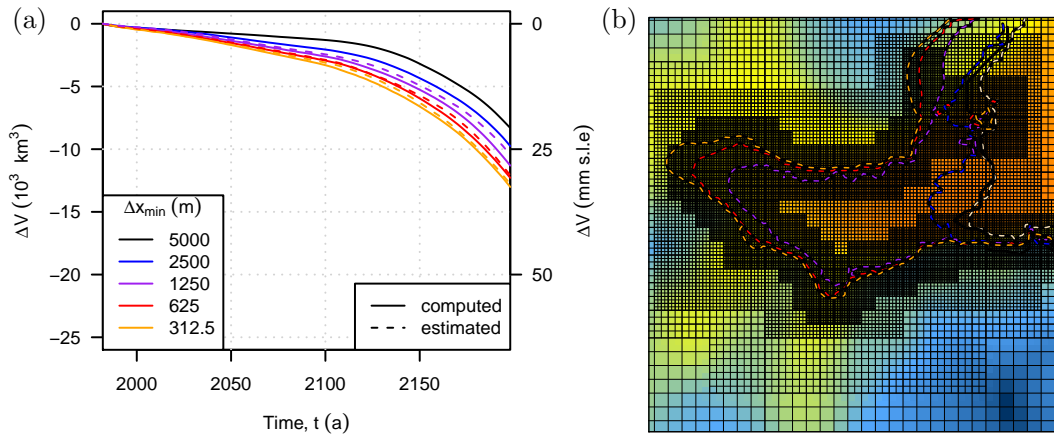 (a)
(b)
0
−5
−10
−15
−20
−25
ΔV (10³ km³)
0
25
50
ΔV (mm s.l.e)
Δxmin (m)
5000
2500
1250
625
312.5
computed
estimated
2000
2050
2100
2150
Time, t (a)